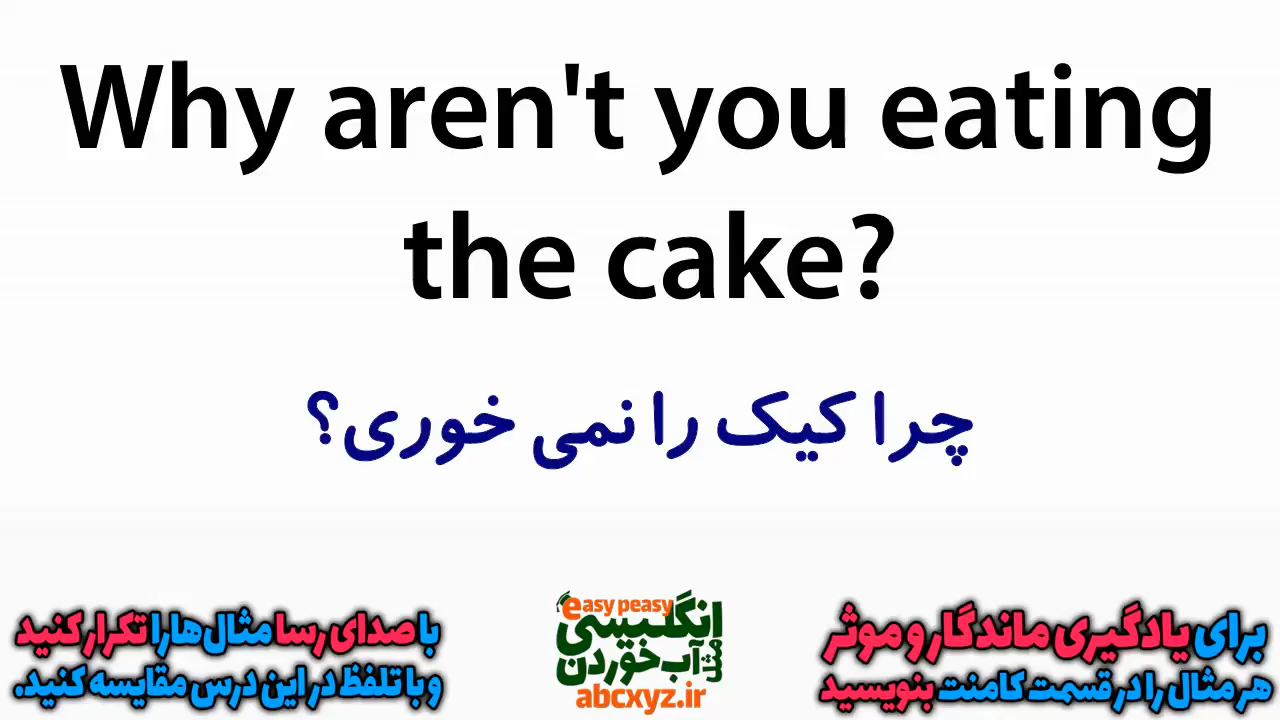 Why aren't you eating
the cake?
چرا کیک را نمی خوری؟
برای یادگیری ماندگار و موثر
هر مثال را در قسمت کامنت بنویسید
easy peasy
انگلیسی
مثل آب خوردن
abcxyz.ir
با صدای رسا مثال‌ها را تکرار کنید
و با تلفظ در این درس مقایسه کنید.